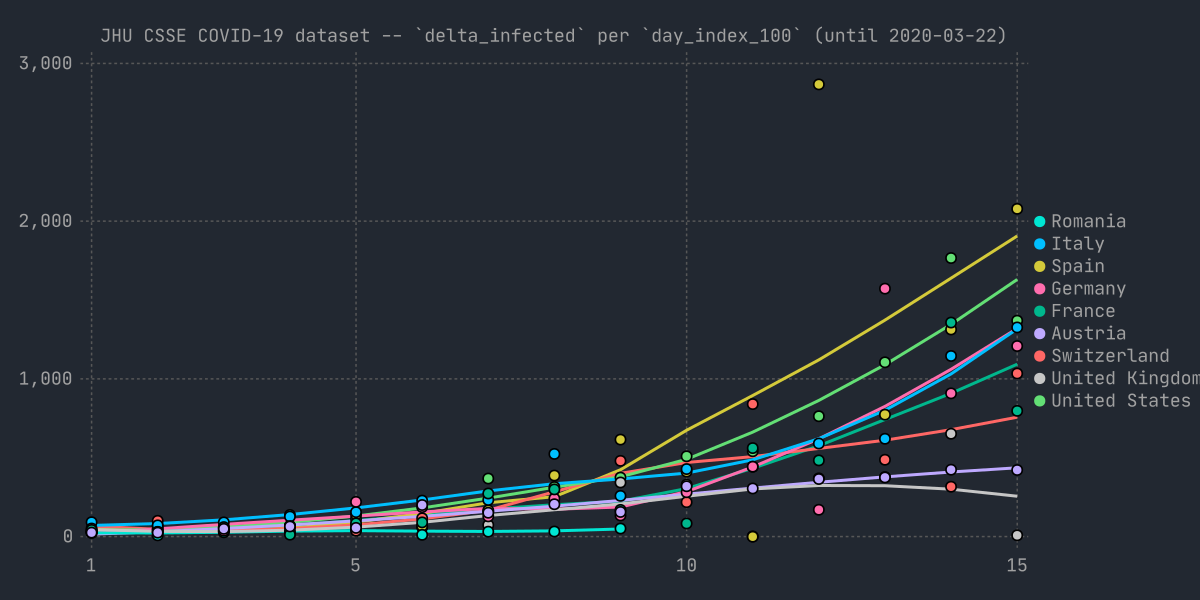 JHU CSSE COVID-19 dataset -- `delta_infected` per `day_index_100` (until 2020-03-22)
3,000
2,000
1,000
0
1
5
10
15
Romania
Italy
Spain
Germany
France
Austria
Switzerland
United Kingdom
United States